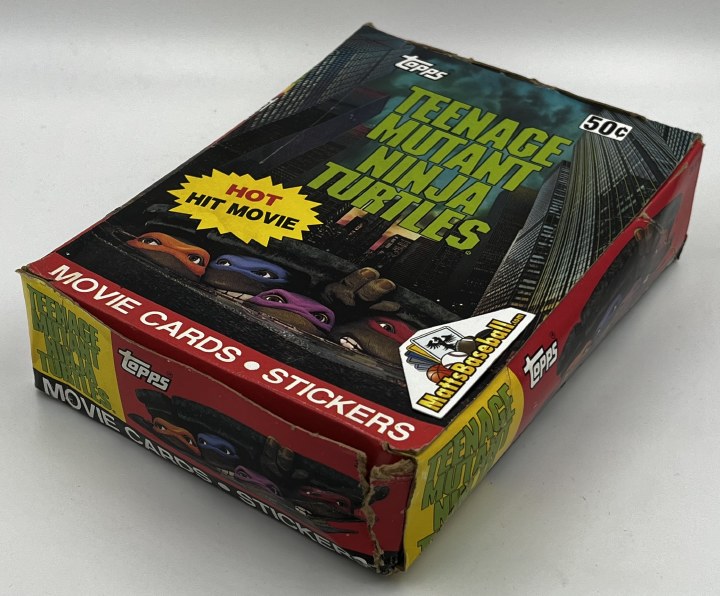 Topps
TEENAGE
MUTANT
NINJA
TURTLES
50¢
HOT
HIT MOVIE
MOVIE CARDS • STICKERS
MattsBaseball.com
TEENAGE
MUTANT
NINJA
TURTLES
Topps
MOVIE CARDS • STICKERS
Topps
TEENAGE
MUTANT
NINJA